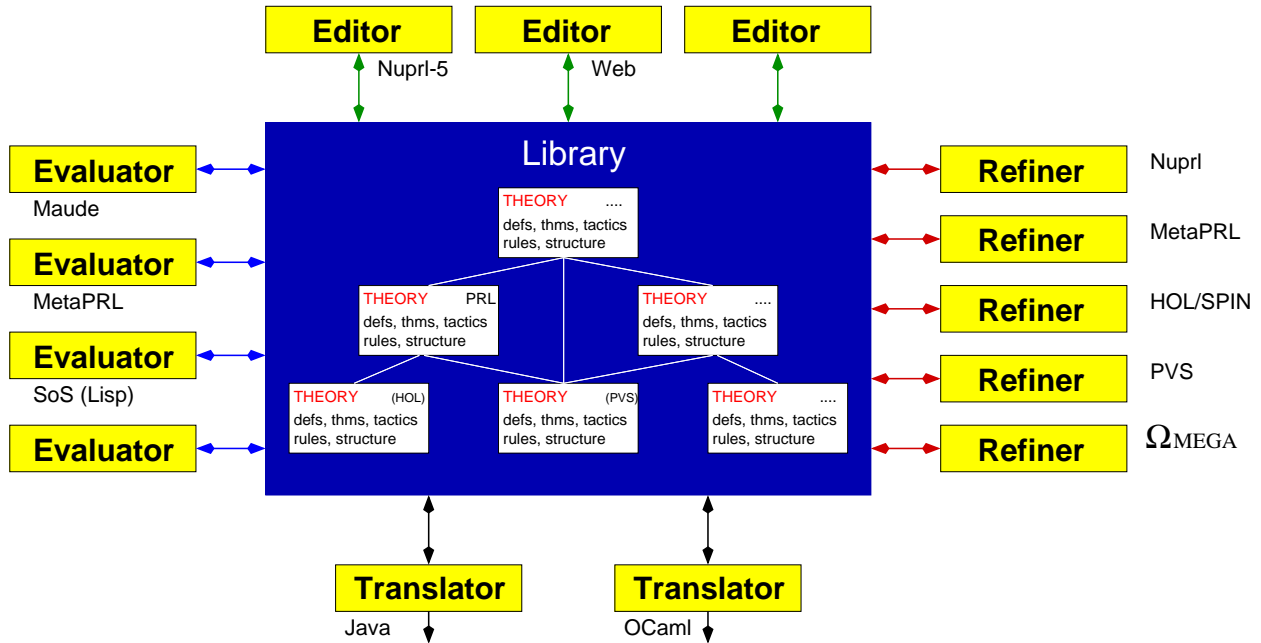 Editor
Editor
Editor
Nuprl-5
Web
Library
Evaluator
Maude
Evaluator
MetaPRL
Evaluator
SoS (Lisp)
Evaluator
THEORY ....
defs, thms, tactics
rules, structure
THEORY PRL
defs, thms, tactics
rules, structure
THEORY ....
defs, thms, tactics
rules, structure
THEORY (HOL)
defs, thms, tactics
rules, structure
THEORY (PVS)
defs, thms, tactics
rules, structure
THEORY ....
defs, thms, tactics
rules, structure
Refiner Nuprl
Refiner MetaPRL
Refiner HOL/SPIN
Refiner PVS
Refiner ΩMEGA
Translator
Java
Translator
OCaml